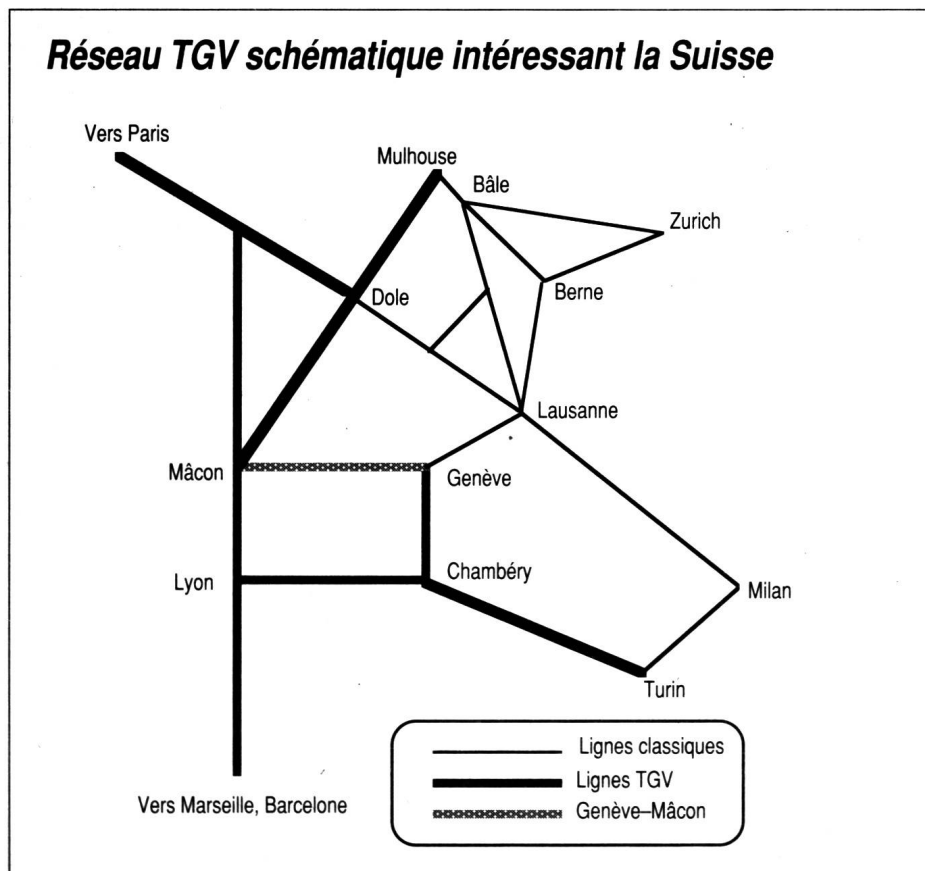 Réseau TGV schématique intéressant la Suisse
Vers Paris
Mulhouse
Bâle
Zurich
Dole
Berne
Lausanne
Mâcon
Genève
Lyon
Chambéry
Milan
Turin
Lignes classiques
Lignes TGV
Genève–Mâcon
Vers Marseille, Barcelone